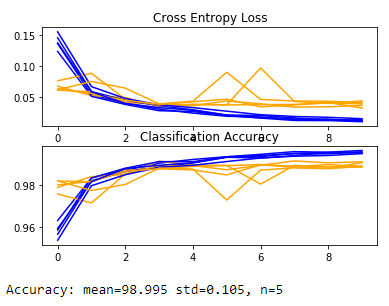 Cross Entropy Loss
0.15
0.10
0.05
0 2 4 6 8
Classification Accuracy
0.98
0.96
0 2 4 6 8
Accuracy: mean=98.995 std=0.105, n=5